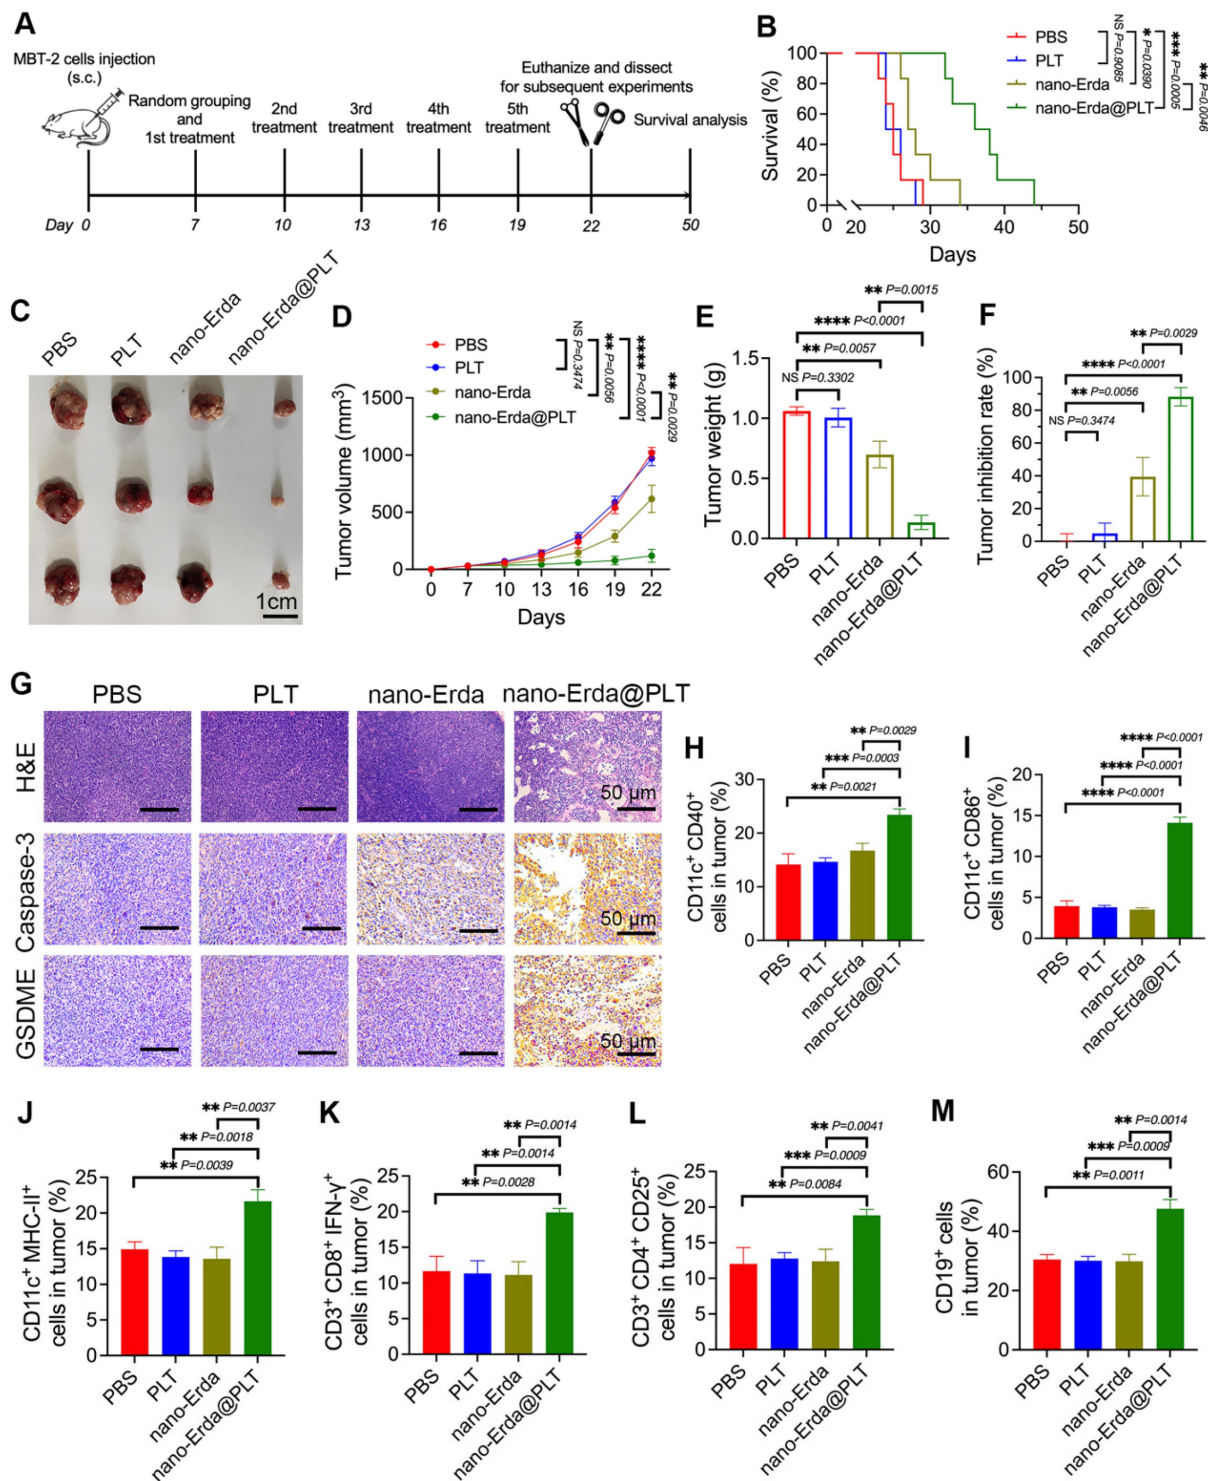 A
MBT-2 cells injection
(s.c.)
Random grouping
and
1st treatment
2nd
treatment
3rd
treatment
4th
treatment
5th
treatment
Euthanize and dissect
for subsequent experiments
Survival analysis
Day 0 7 10 13 16 19 22 50
B
Survival (%)
100
80
60
40
20
0
0 20 30 40 50
Days
PBS
PLT
nano-Erda
nano-Erda@PLT
NS P=0.9085
* P=0.0390
*** P=0.0005
** P=0.0046
C
PBS PLT nano-Erda nano-Erda@PLT
1cm
D
PBS
PLT
nano-Erda
nano-Erda@PLT
NS P=0.3474
** P=0.0056
**** P<0.0001
** P=0.0029
Tumor volume (mm³)
1500
1000
500
0
0 7 10 13 16 19 22
Days
E
** P=0.0015
**** P<0.0001
** P=0.0057
NS P=0.3302
Tumor weight (g)
1.5
1.0
0.5
0.0
PBS PLT nano-Erda nano-Erda@PLT
F
** P=0.0029
**** P<0.0001
** P=0.0056
NS P=0.3474
Tumor inhibition rate (%)
100
80
60
40
20
0
PBS PLT nano-Erda nano-Erda@PLT
G
PBS PLT nano-Erda nano-Erda@PLT
H&E
50 μm
Caspase-3
50 μm
GSDME
50 μm
H
** P=0.0029
*** P=0.0003
** P=0.0021
CD11c⁺ CD40⁺
cells in tumor (%)
30
20
10
0
PBS PLT nano-Erda nano-Erda@PLT
I
**** P<0.0001
**** P<0.0001
**** P<0.0001
CD11c⁺ CD86⁺
cells in tumor (%)
20
15
10
5
0
PBS PLT nano-Erda nano-Erda@PLT
J
** P=0.0037
** P=0.0018
** P=0.0039
CD11c⁺ MHC-II⁺
cells in tumor (%)
25
20
15
10
5
0
PBS PLT nano-Erda nano-Erda@PLT
K
** P=0.0014
** P=0.0014
** P=0.0028
CD3⁺ CD8⁺ IFN-γ⁺
cells in tumor (%)
25
20
15
10
5
0
PBS PLT nano-Erda nano-Erda@PLT
L
** P=0.0041
*** P=0.0009
** P=0.0084
CD3⁺ CD4⁺ CD25⁺
cells in tumor (%)
25
20
15
10
5
0
PBS PLT nano-Erda nano-Erda@PLT
M
** P=0.0014
*** P=0.0009
** P=0.0011
CD19⁺ cells
in tumor (%)
60
40
20
0
PBS PLT nano-Erda nano-Erda@PLT